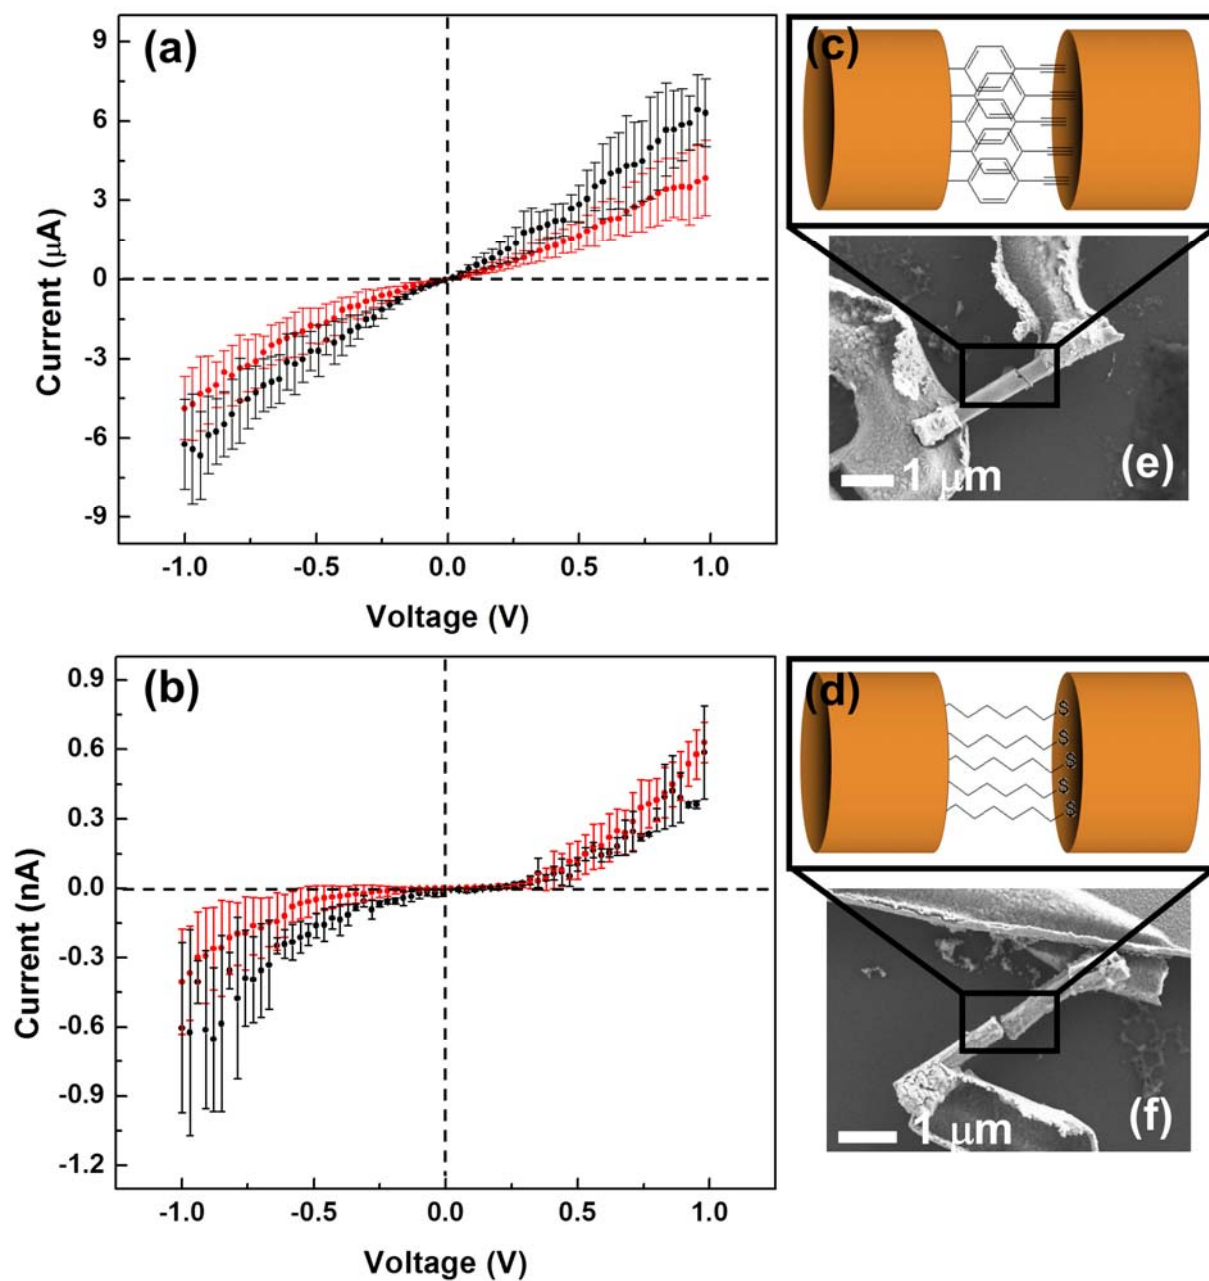 (a)
Current (μA)
9
6
3
0
-3
-6
-9
-1.0 -0.5 0.0 0.5 1.0
Voltage (V)
(c)
(e)
1 μm
(b)
Current (nA)
0.9
0.6
0.3
0.0
-0.3
-0.6
-0.9
-1.2
-1.0 -0.5 0.0 0.5 1.0
Voltage (V)
(d)
S
S
S
S
S
(f)
1 μm